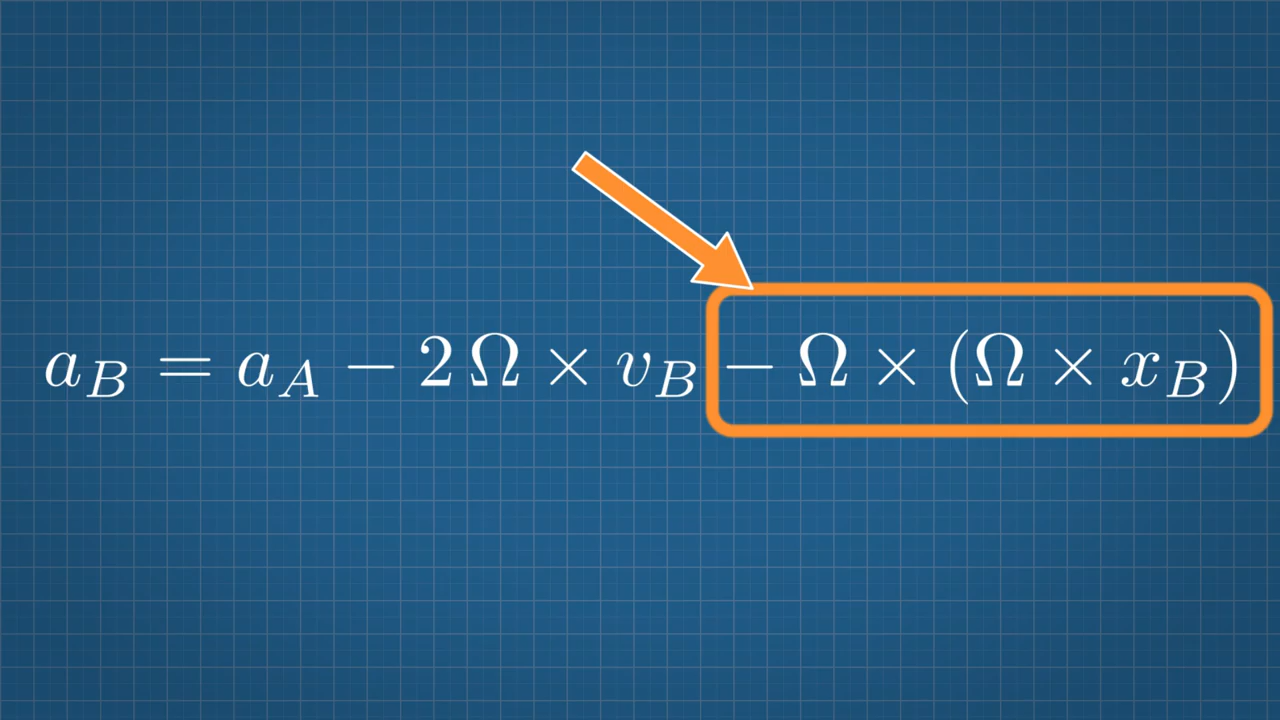 a_B = a_A − 2 Ω × v_B − Ω × (Ω × x_B)